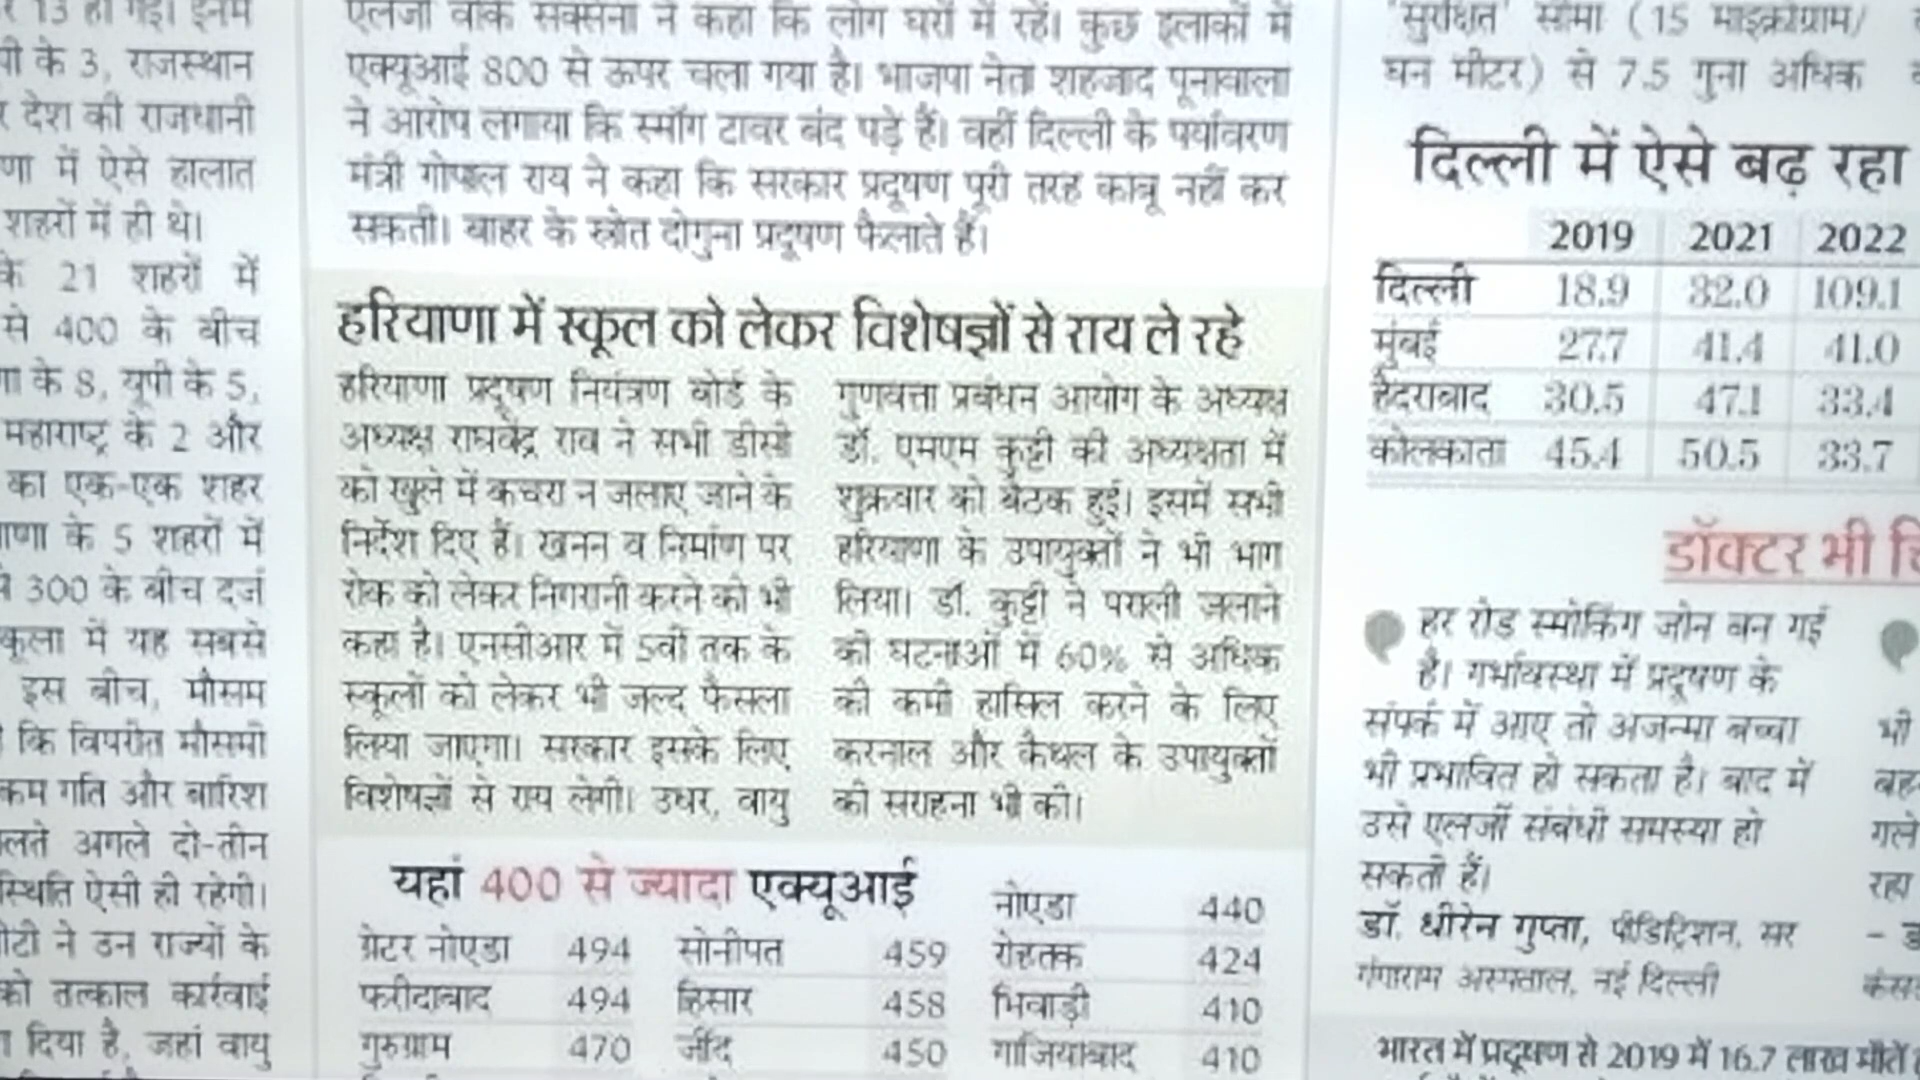 के 3, राजस्थान
देश की राजधानी
में ऐसे हालात
शहरों में ही थे।
के 21 शहरों में
से 400 के बीच
के 8, यूपी के 5,
महाराष्ट्र के 2 और
का एक-एक शहर
के 5 शहरों में
300 के बीच दर्ज
में यह सबसे
इस बीच, मौसम
कि विपरीत मौसमी
कम गति और बारिश
अगले दो-तीन
स्थिति ऐसी ही रहेगी।
ने उन राज्यों के
को तत्काल कार्रवाई
दिया है, जहां वायु
एलजी वीके सक्सेना ने कहा कि लोग घरों में रहें। कुछ इलाकों में
एक्यूआई 800 से ऊपर चला गया है। भाजपा नेता शहजाद पूनावाला
ने आरोप लगाया कि स्मॉग टावर बंद पड़े हैं। वहीं दिल्ली के पर्यावरण
मंत्री गोपाल राय ने कहा कि सरकार प्रदूषण पूरी तरह काबू नहीं कर
सकती। बाहर के स्रोत दोगुना प्रदूषण फैलाते हैं।
हरियाणा में स्कूल को लेकर विशेषज्ञों से राय ले रहे
हरियाणा प्रदूषण नियंत्रण बोर्ड के
अध्यक्ष राघवेंद्र राव ने सभी डीसी
को खुले में कचरा न जलाए जाने के
निर्देश दिए हैं। खनन व निर्माण पर
रोक को लेकर निगरानी करने को भी
कहा है। एनसीआर में 5वीं तक के
स्कूलों को लेकर भी जल्द फैसला
लिया जाएगा। सरकार इसके लिए
विशेषज्ञों से राय लेगी। उधर, वायु
गुणवत्ता प्रबंधन आयोग के अध्यक्ष
डॉ. एमएम कुट्टी की अध्यक्षता में
शुक्रवार को बैठक हुई। इसमें सभी
हरियाणा के उपायुक्तों ने भी भाग
लिया। डॉ. कुट्टी ने पराली जलाने
की घटनाओं में 60% से अधिक
की कमी हासिल करने के लिए
करनाल और कैथल के उपायुक्तों
की सराहना भी की।
यहां 400 से ज्यादा एक्यूआई
ग्रेटर नोएडा 494
फरीदाबाद 494
गुरुग्राम 470
सोनीपत 459
हिसार 458
जींद 450
नोएडा 440
रोहतक 424
भिवाड़ी 410
गाजियाबाद 410
'सुरक्षित' सीमा (15 माइक्रोग्राम/
घन मीटर) से 7.5 गुना अधिक
दिल्ली में ऐसे बढ़ रहा
2019 2021 2022
दिल्ली 18.9 32.0 109.1
मुंबई 27.7 41.4 41.0
हैदराबाद 30.5 47.1 33.4
कोलकाता 45.4 50.5 33.7
डॉक्टर भी
हर रोड स्मोकिंग जोन बन गई
है। गर्भावस्था में प्रदूषण के
संपर्क में आए तो अजन्मा बच्चा
भी प्रभावित हो सकता है। बाद में
उसे एलर्जी संबंधी समस्या हो
सकती है।
डॉ. धीरेन गुप्ता, पीडिट्रिशन, सर
गंगाराम अस्पताल, नई दिल्ली
भी
गले
रहा
भारत में प्रदूषण से 2019 में 16.7 लाख मौतें